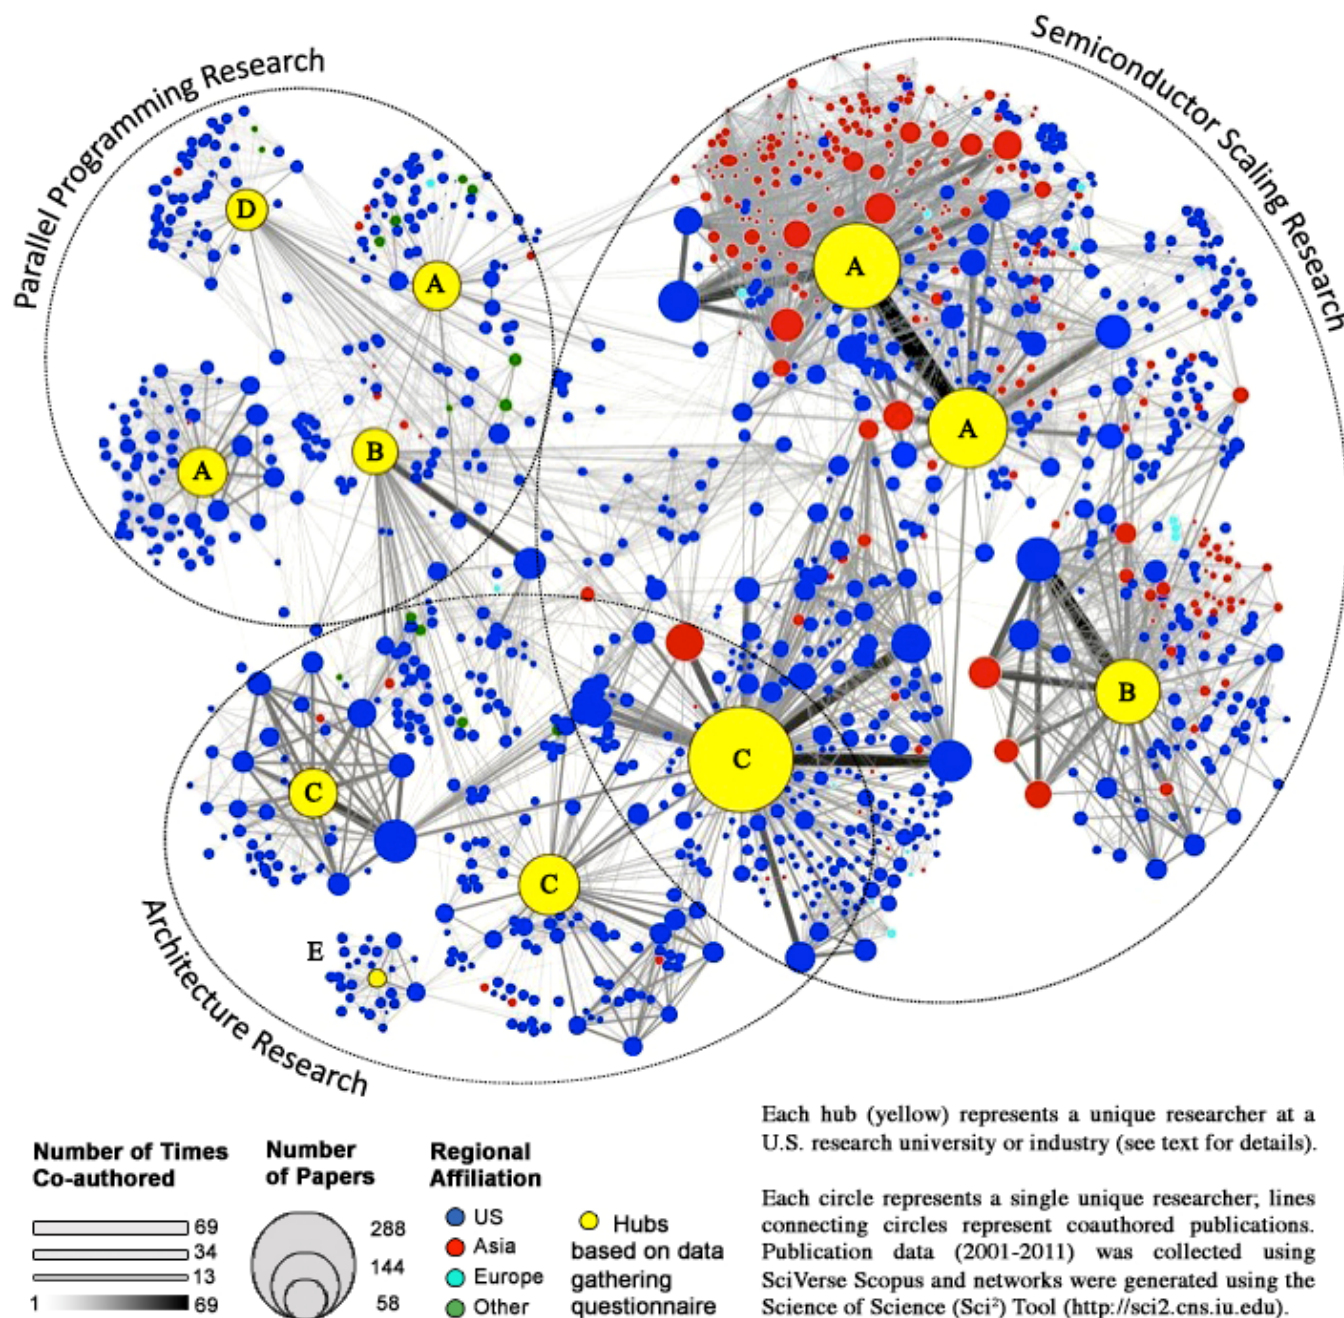 Semiconductor Scaling Research
Parallel Programming Research
D
A
A
A
A
B
B
C
C
C
E
Architecture Research
Number of Times
Co-authored
69
34
13
1
69
Number
of Papers
288
144
58
Regional
Affiliation
US
Asia
Europe
Other
Hubs
based on data
gathering
questionnaire
Each hub (yellow) represents a unique researcher at a
U.S. research university or industry (see text for details).
Each circle represents a single unique researcher; lines
connecting circles represent coauthored publications.
Publication data (2001-2011) was collected using
SciVerse Scopus and networks were generated using the
Science of Science (Sci²) Tool (http://sci2.cns.iu.edu).